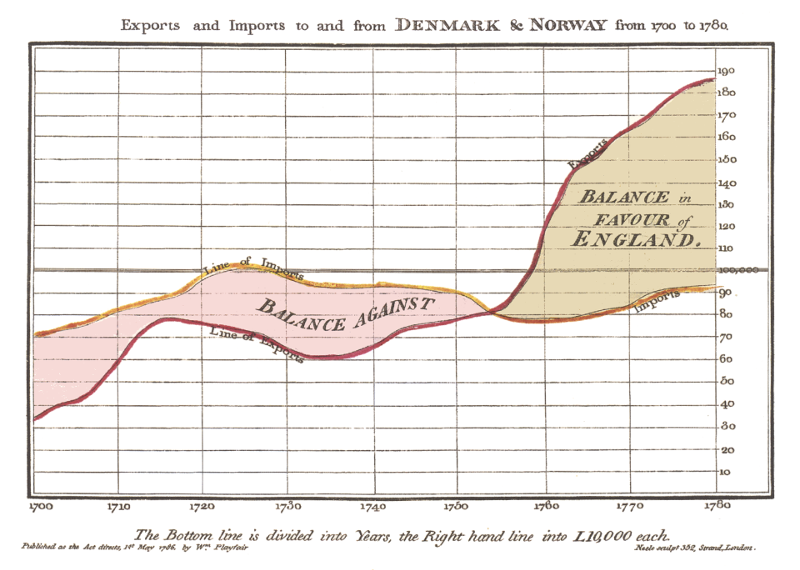 Exports and Imports to and from DENMARK & NORWAY from 1700 to 1780.
190
180
170
160
150
140
130
120
110
100,000
90
80
70
60
50
40
30
20
10
Exports
BALANCE in
FAVOUR of
ENGLAND.
Line of Imports
BALANCE AGAINST
Imports
Line of Exports
1700 1710 1720 1730 1740 1750 1760 1770 1780
The Bottom line is divided into Years, the Right hand line into L10,000 each.
Published as the Act directs, 1st May 1786. by Wm. Playfair
Neele sculpt. 352, Strand, London.